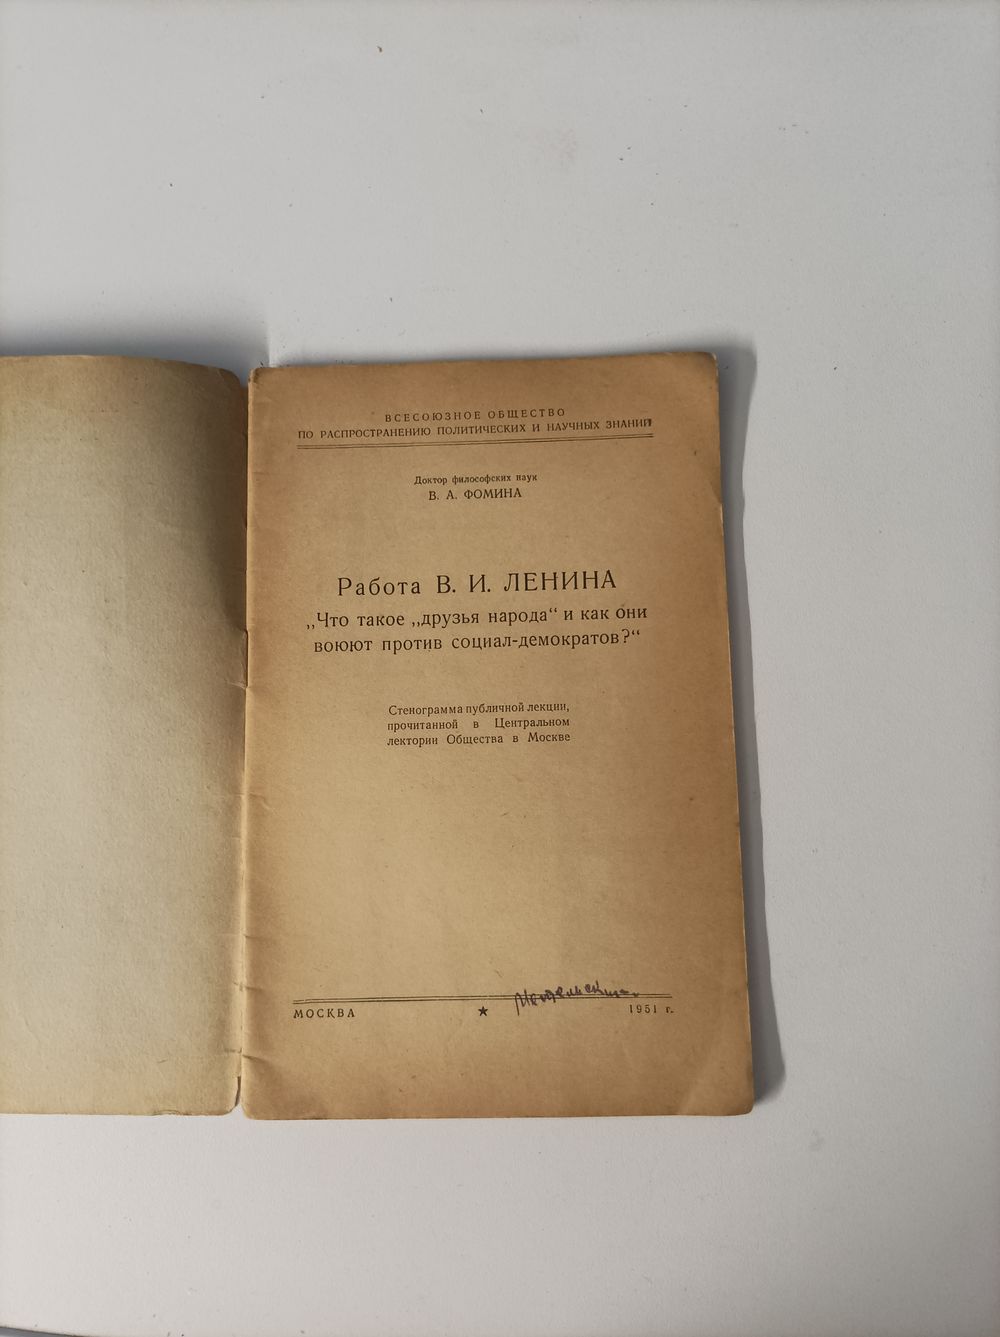 ВСЕСОЮЗНОЕ ОБЩЕСТВО
ПО РАСПРОСТРАНЕНИЮ ПОЛИТИЧЕСКИХ И НАУЧНЫХ ЗНАНИЙ
Доктор философских наук
В. А. ФОМИНА
Работа В. И. ЛЕНИНА
„Что такое „друзья народа“ и как они
воюют против социал-демократов?“
Стенограмма публичной лекции,
прочитанной в Центральном
лектории Общества в Москве
МОСКВА ★ 1951 г.